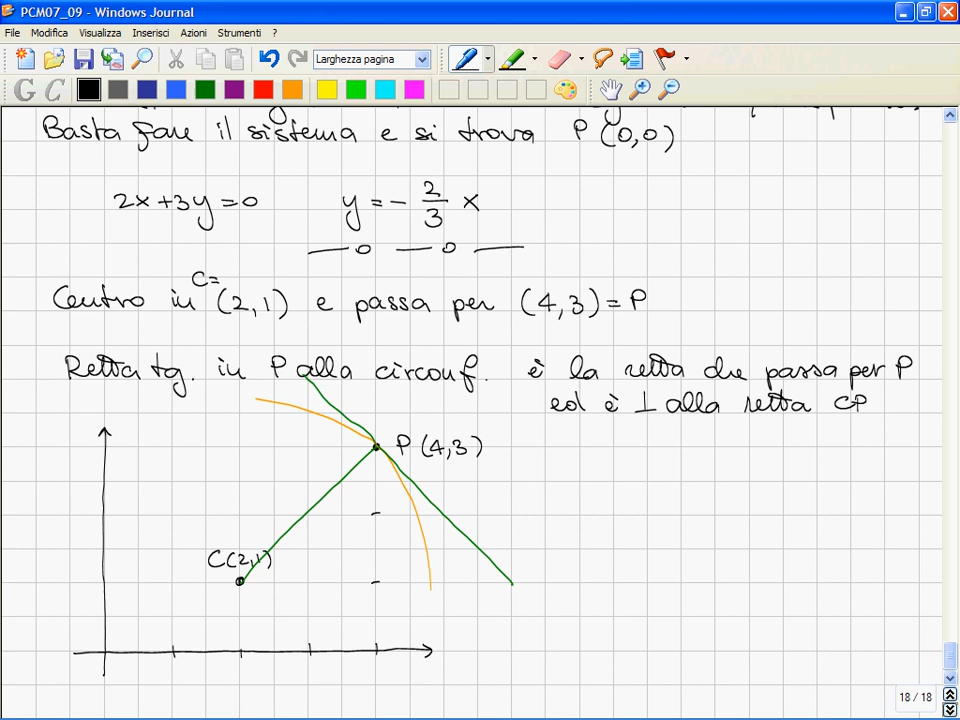 PCM07_09 - Windows Journal
File Modifica Visualizza Inserisci Azioni Strumenti ?
Larghezza pagina
G C
Basta fare il sistema e si trova P(0,0)
2x+3y=0 y=-2/3 x
C=
Centro in (2,1) e passa per (4,3)=P
Retta tg. in P alla circonf. è la retta che passa per P
ed è ⊥ alla retta CP
P(4,3)
C(2,1)
18 / 18